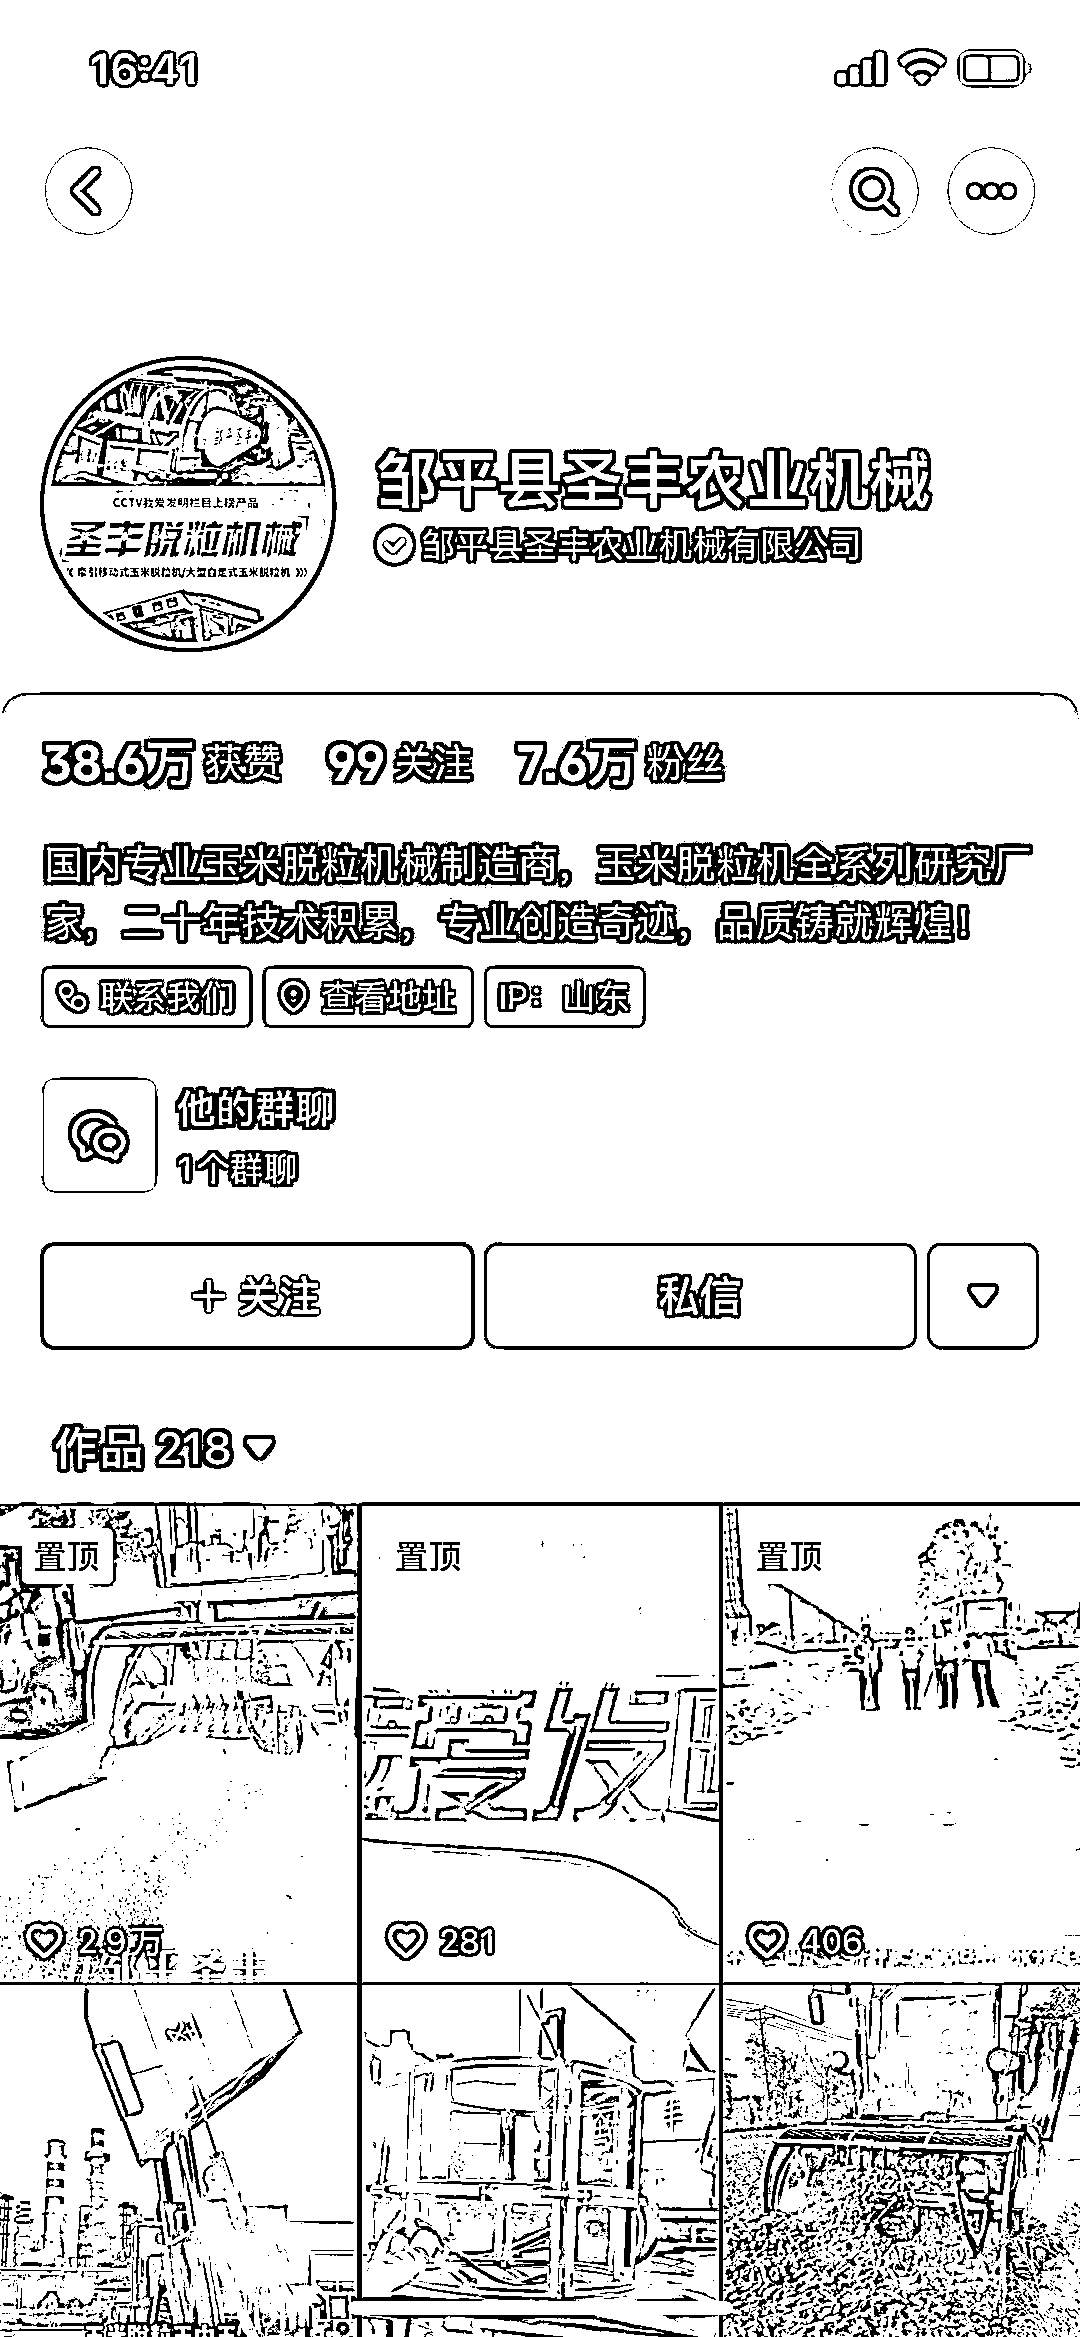 16:41
CCTV我爱发明栏目上榜产品
圣丰脱粒机械
牵引移动式玉米脱粒机/大型自走式玉米脱粒机
邹平县圣丰农业机械
邹平县圣丰农业机械有限公司
38.6万 获赞 99 关注 7.6万 粉丝
国内专业玉米脱粒机械制造商，玉米脱粒机全系列研究厂
家，二十年技术积累，专业创造奇迹，品质铸就辉煌！
联系我们 查看地址 IP：山东
他的群聊
1个群聊
+ 关注 私信
作品 218
置顶 置顶 置顶
爱发
2.9万 281 406
邹平圣丰